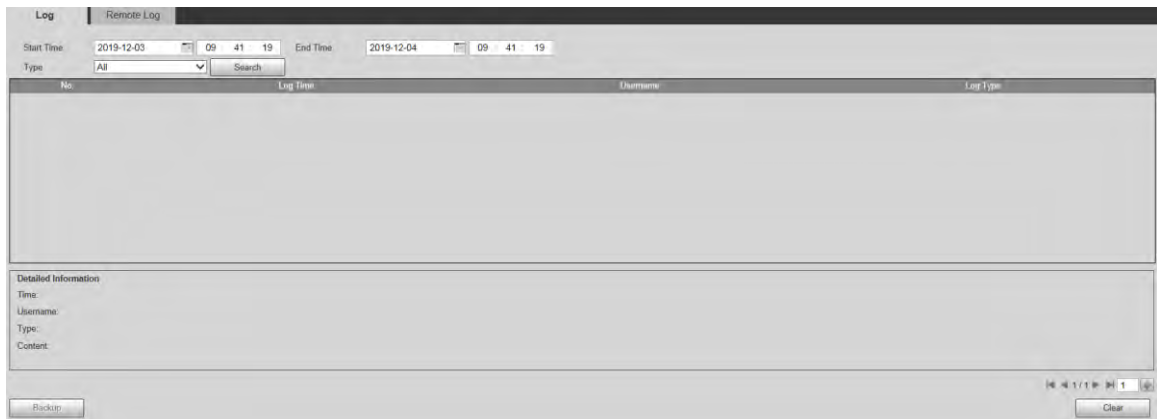 Log Remote Log
Start Time 2019-12-03 09 : 41 : 19 End Time 2019-12-04 09 : 41 : 19
Type All Search
No. Log Time Username Log Type
Detailed Information
Time:
Username:
Type:
Content:
1/1 1
Backup Clear